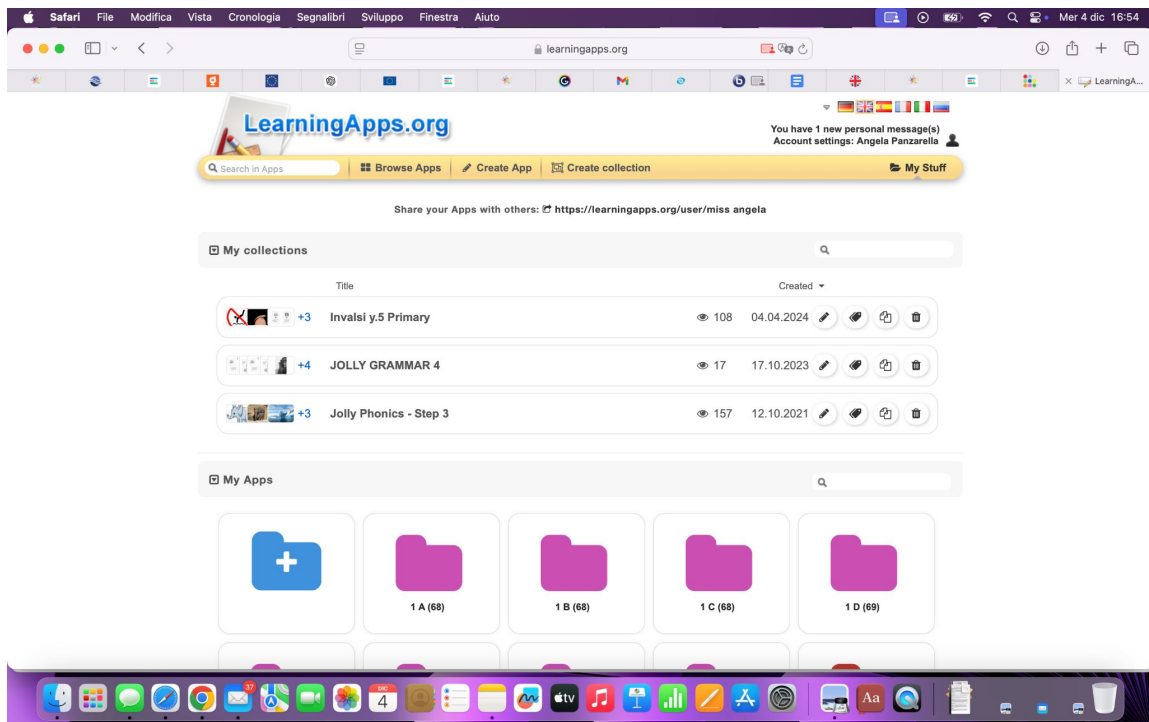 Safari File Modifica Vista Cronologia Segnalibri Sviluppo Finestra Aiuto Mer 4 dic 16:54
learningapps.org
LearningA...
LearningApps.org
You have 1 new personal message(s)
Account settings: Angela Panzarella
Search in Apps Browse Apps Create App Create collection My Stuff
Share your Apps with others: https://learningapps.org/user/miss angela
My collections
Title Created
+3 Invalsi y.5 Primary 108 04.04.2024
+4 JOLLY GRAMMAR 4 17 17.10.2023
+3 Jolly Phonics - Step 3 157 12.10.2021
My Apps
1 A (68) 1 B (68) 1 C (68) 1 D (69)
37
DIC
4
tv
Aa